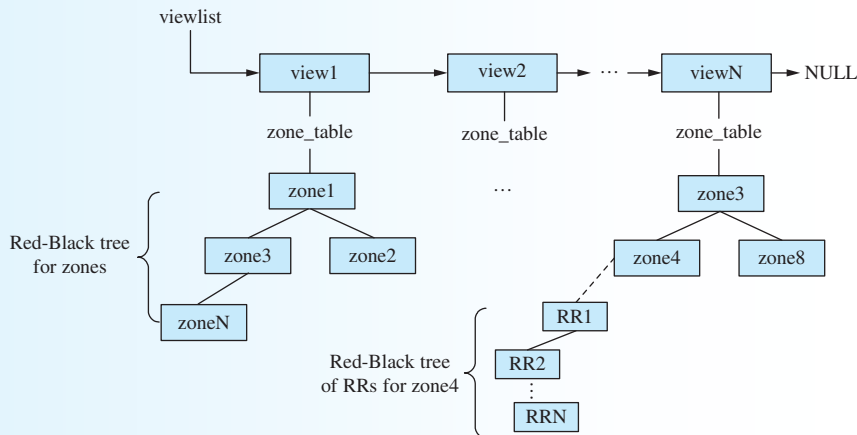 viewlist
view1
view2
...
viewN
NULL
zone_table
zone_table
zone_table
zone1
...
zone3
Red-Black tree
for zones
zone3
zone2
zone4
zone8
zoneN
RR1
Red-Black tree
of RRs for zone4
RR2
RRN